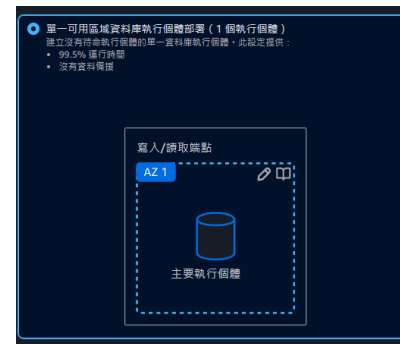 單一可用區域資料庫執行個體部署（1 個執行個體）
建立沒有待命執行個體的單一資料庫執行個體。此設定提供：
• 99.5% 運行時間
• 沒有資料備援
寫入/讀取端點
AZ 1
主要執行個體